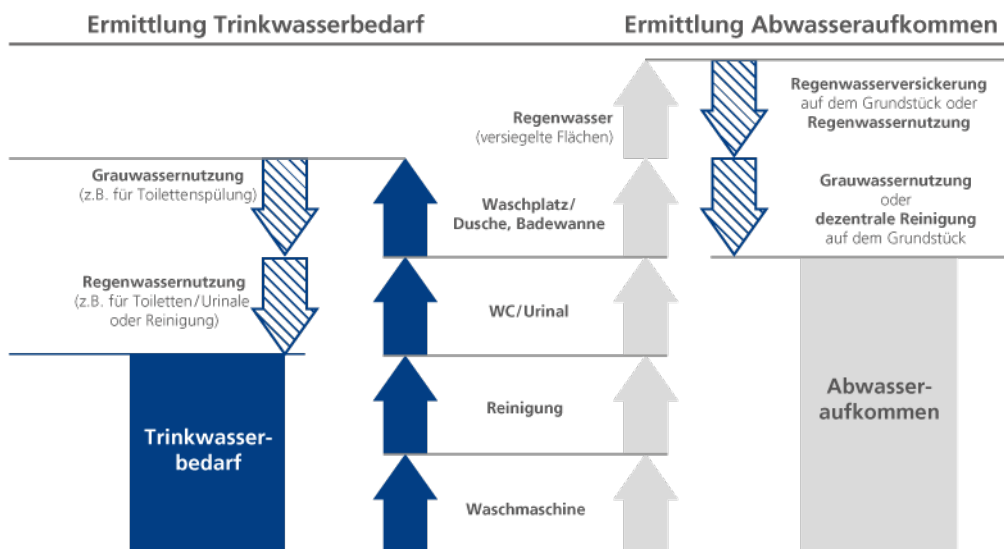 Ermittlung Trinkwasserbedarf
Ermittlung Abwasseraufkommen
Grauwassernutzung
(z.B. für Toilettenspülung)
Regenwassernutzung
(z.B. für Toiletten/Urinale
oder Reinigung)
Trinkwasser-
bedarf
Regenwasser
(versiegelte Flächen)
Waschplatz/
Dusche, Badewanne
WC/Urinal
Reinigung
Waschmaschine
Regenwasserversickerung
auf dem Grundstück oder
Regenwassernutzung
Grauwassernutzung
oder
dezentrale Reinigung
auf dem Grundstück
Abwasser-
aufkommen